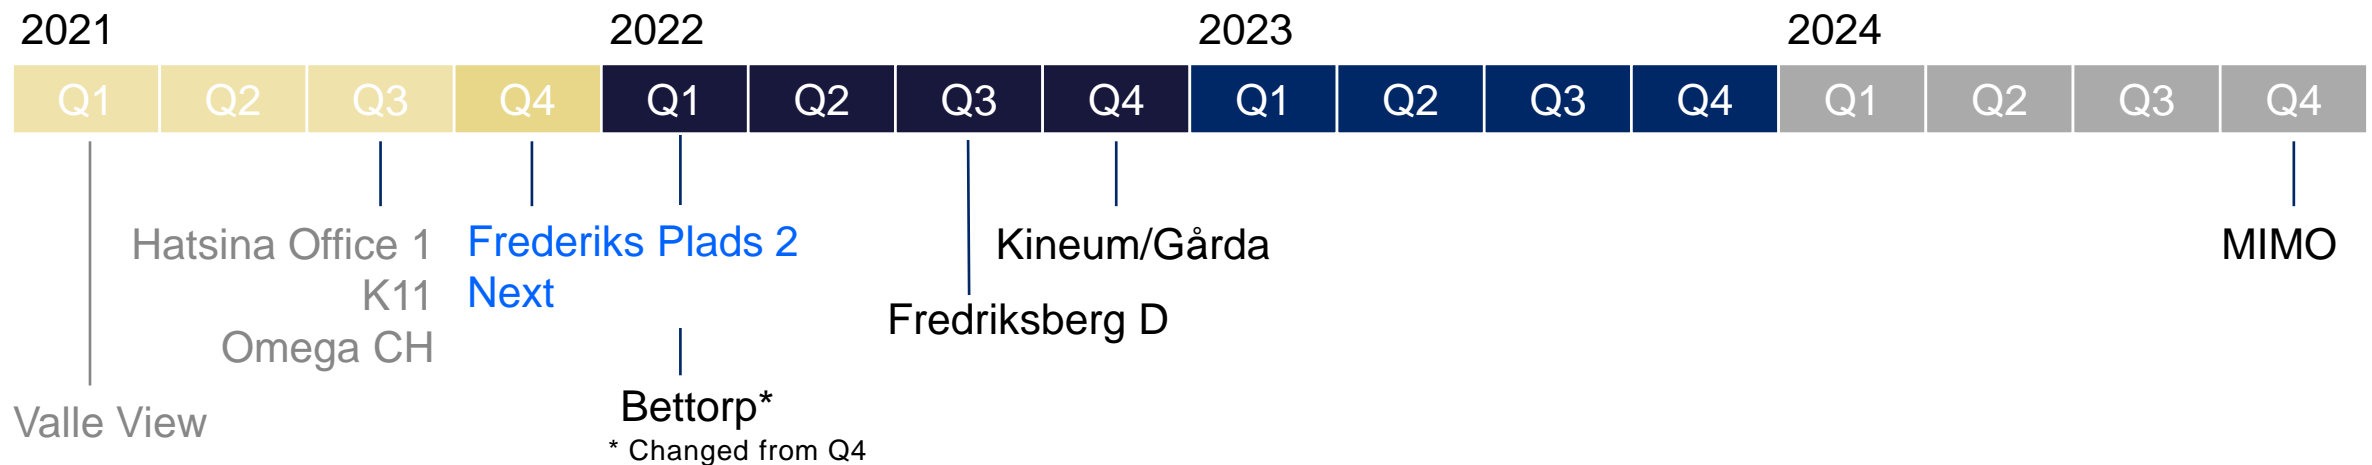 2021 2022 2023 2024
Q1 Q2 Q3 Q4 Q1 Q2 Q3 Q4 Q1 Q2 Q3 Q4 Q1 Q2 Q3 Q4
Hatsina Office 1
K11
Omega CH
Valle View
Frederiks Plads 2
Next
Bettorp*
* Changed from Q4
Fredriksberg D
Kineum/Gårda
MIMO